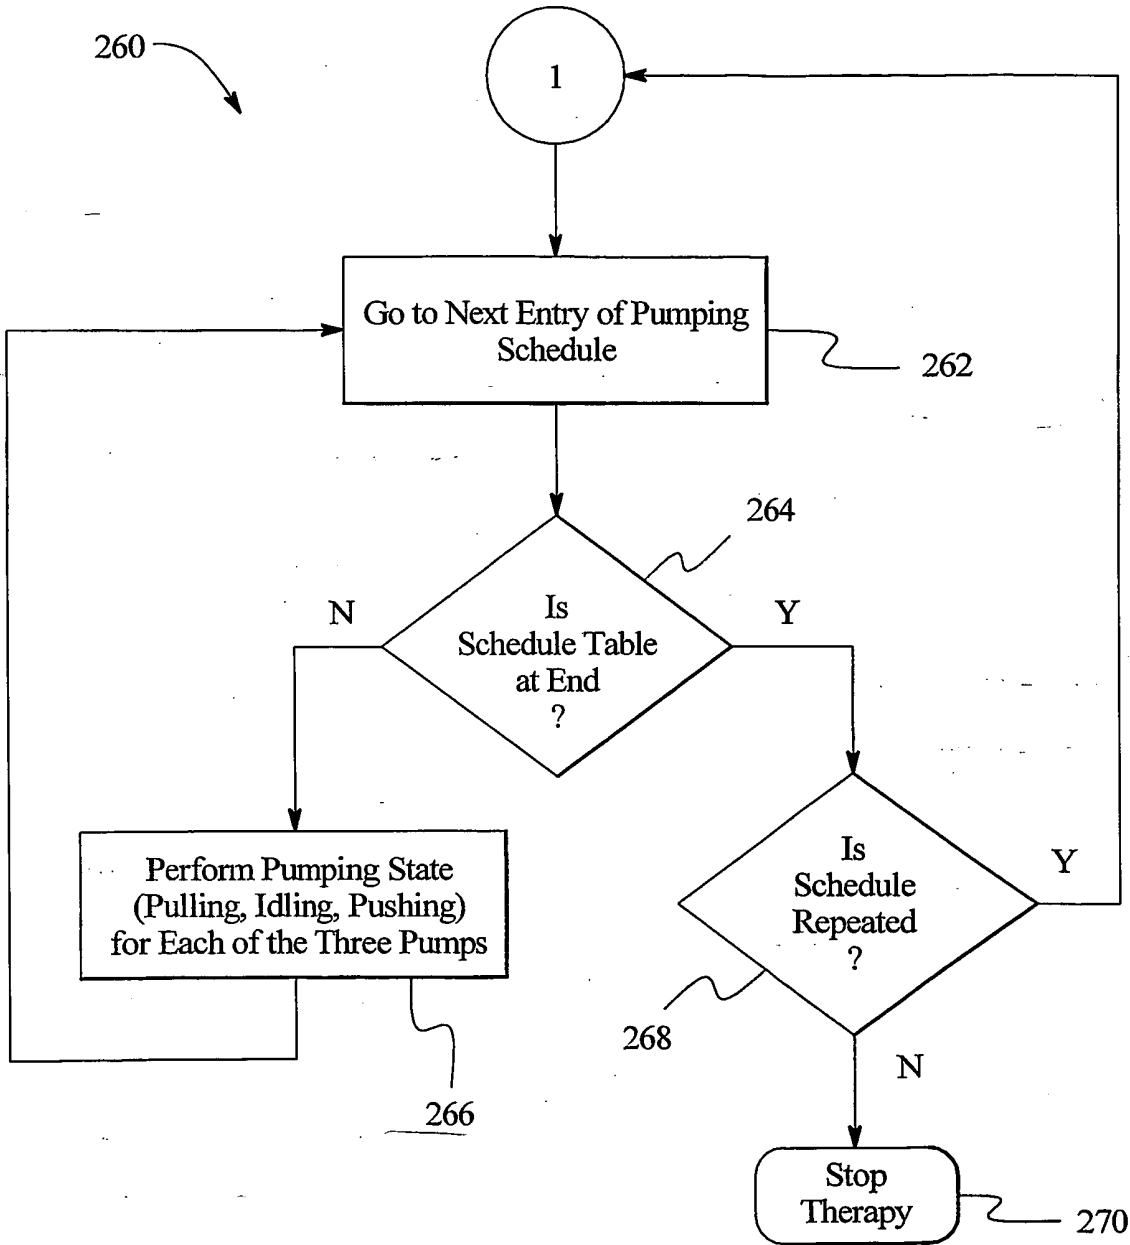 260
1
Go to Next Entry of Pumping
Schedule
262
264
N
Is
Schedule Table
at End
?
Y
Perform Pumping State
(Pulling, Idling, Pushing)
for Each of the Three Pumps
266
Is
Schedule
Repeated
?
Y
268
N
Stop
Therapy
270